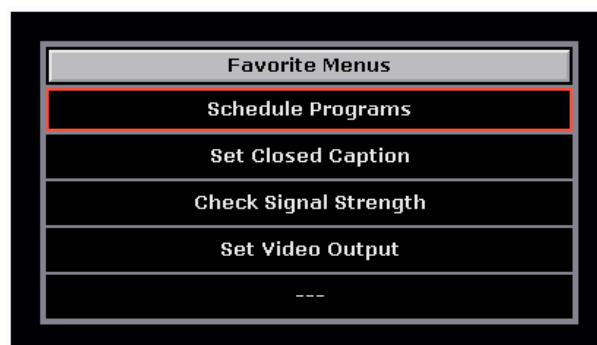 Favorite Menus
Schedule Programs
Set Closed Caption
Check Signal Strength
Set Video Output
---